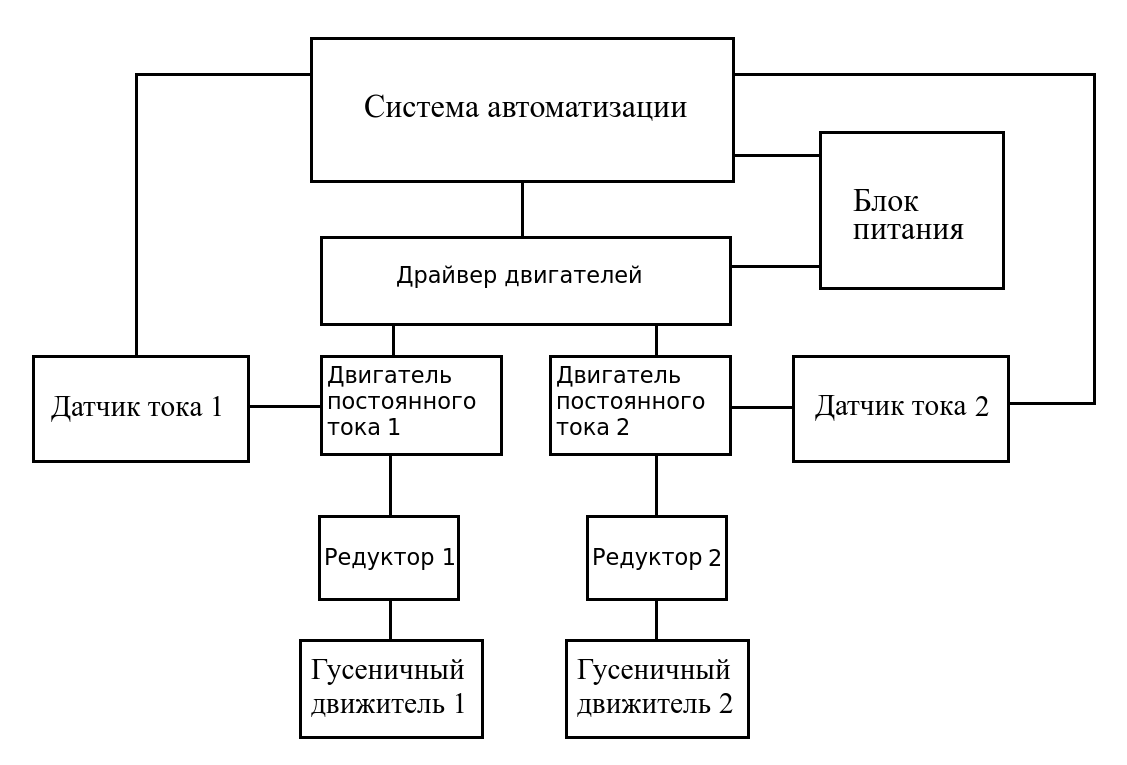 Система автоматизации
Блок
питания
Драйвер двигателей
Датчик тока 1
Двигатель
постоянного
тока 1
Двигатель
постоянного
тока 2
Датчик тока 2
Редуктор 1
Редуктор 2
Гусеничный
движитель 1
Гусеничный
движитель 2